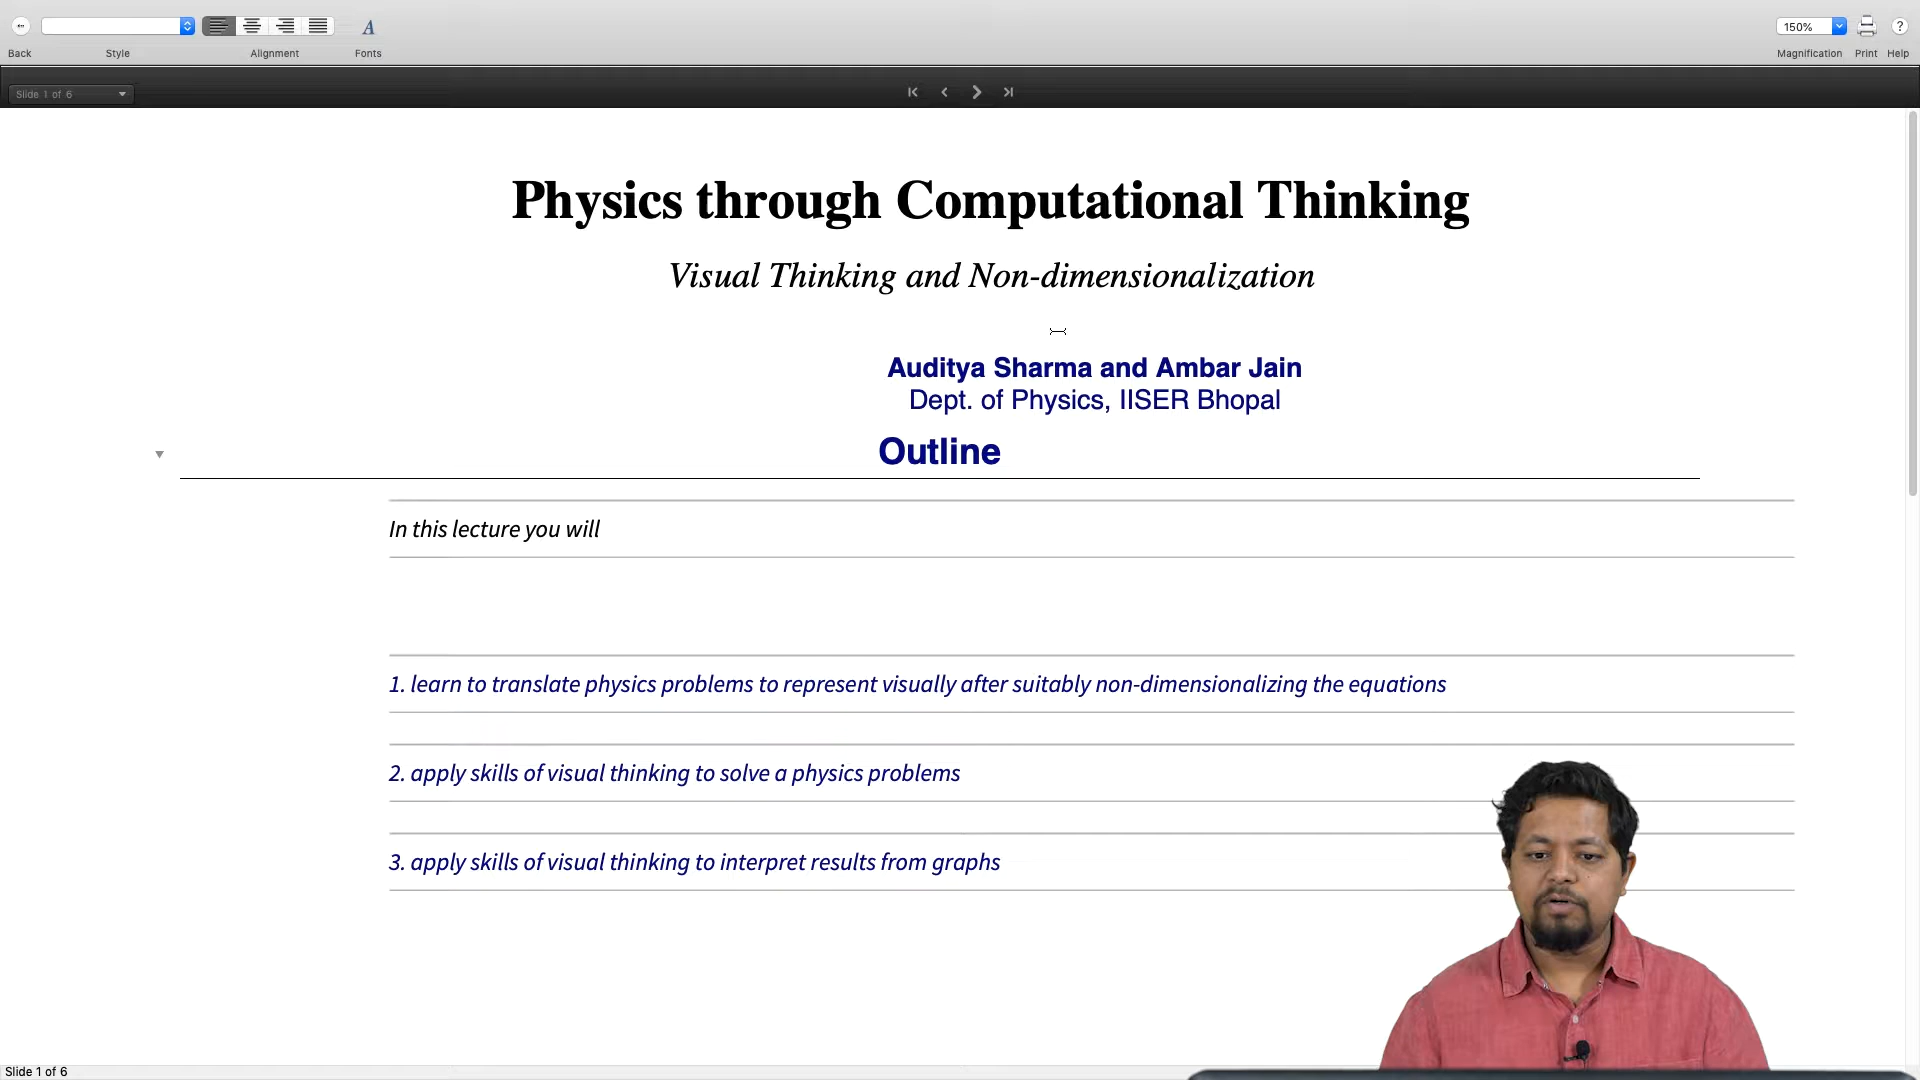 Back
Style
Alignment
A
Fonts
150%
?
Magnification
Print
Help
Slide 1 of 6
Physics through Computational Thinking
Visual Thinking and Non-dimensionalization
Auditya Sharma and Ambar Jain
Dept. of Physics, IISER Bhopal
Outline
In this lecture you will
1. learn to translate physics problems to represent visually after suitably non-dimensionalizing the equations
2. apply skills of visual thinking to solve a physics problems
3. apply skills of visual thinking to interpret results from graphs
Slide 1 of 6